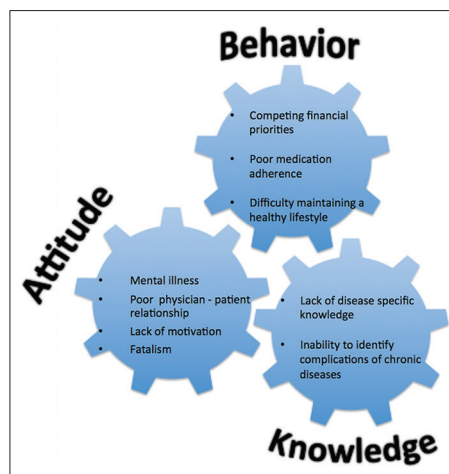 Behavior
• Competing financial
priorities
• Poor medication
adherence
• Difficulty maintaining a
healthy lifestyle
Attitude
• Mental illness
• Poor physician - patient
relationship
• Lack of motivation
• Fatalism
• Lack of disease specific
knowledge
• Inability to identify
complications of chronic
diseases
Knowledge